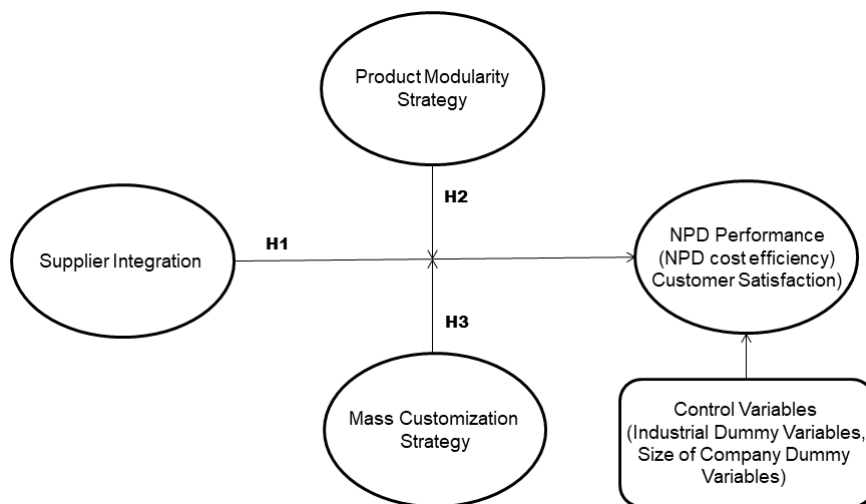 Product Modularity
Strategy
H2
H1
Supplier Integration
NPD Performance
(NPD cost efficiency)
Customer Satisfaction)
H3
Mass Customization
Strategy
Control Variables
(Industrial Dummy Variables,
Size of Company Dummy
Variables)